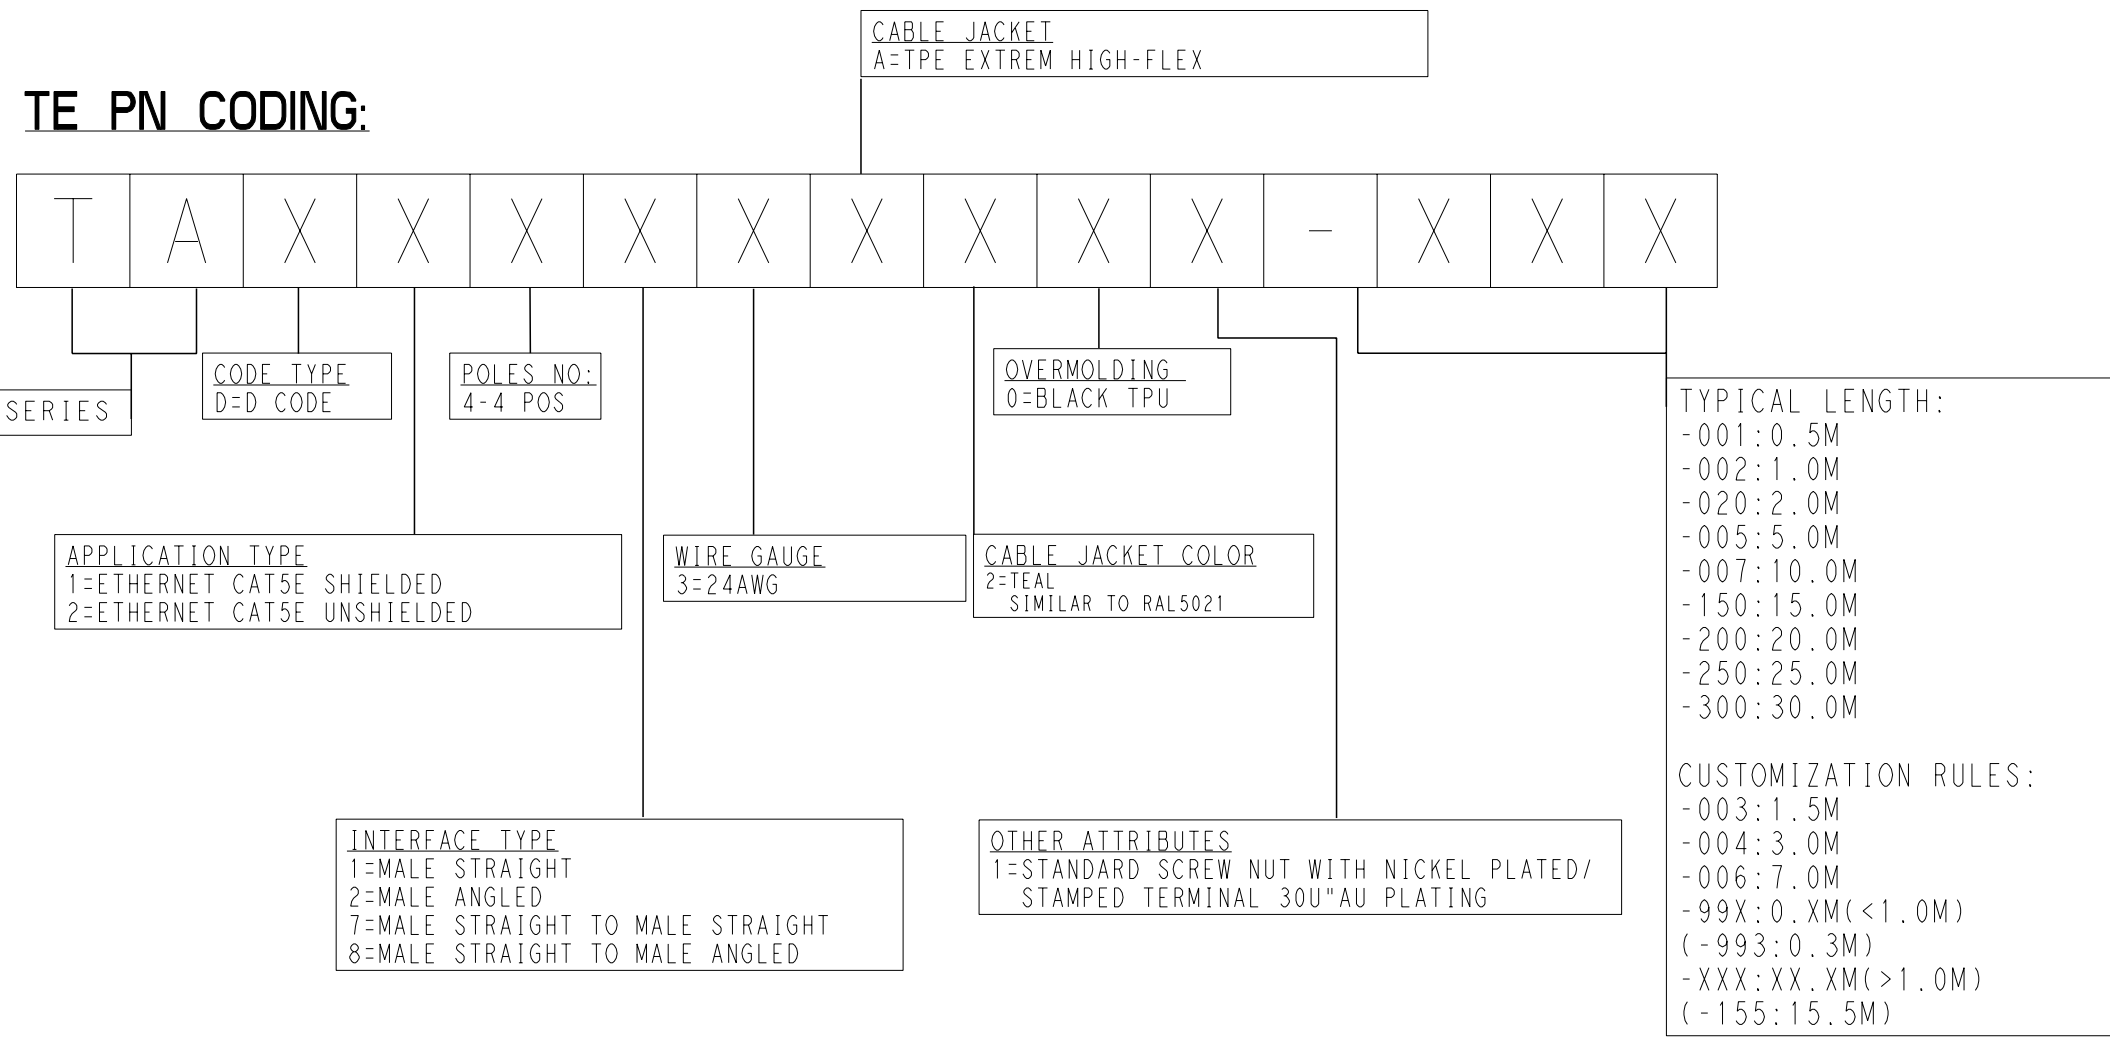 CABLE JACKET
A=TPE EXTREM HIGH-FLEX
TE PN CODING:
T A X X X X X X X X X - X X X
SERIES
CODE TYPE
D=D CODE
POLES NO:
4-4 POS
OVERMOLDING
0=BLACK TPU
APPLICATION TYPE
1=ETHERNET CAT5E SHIELDED
2=ETHERNET CAT5E UNSHIELDED
WIRE GAUGE
3=24AWG
CABLE JACKET COLOR
2=TEAL
SIMILAR TO RAL5021
INTERFACE TYPE
1=MALE STRAIGHT
2=MALE ANGLED
7=MALE STRAIGHT TO MALE STRAIGHT
8=MALE STRAIGHT TO MALE ANGLED
OTHER ATTRIBUTES
1=STANDARD SCREW NUT WITH NICKEL PLATED/
STAMPED TERMINAL 30U"AU PLATING
TYPICAL LENGTH:
-001:0.5M
-002:1.0M
-020:2.0M
-005:5.0M
-007:10.0M
-150:15.0M
-200:20.0M
-250:25.0M
-300:30.0M
CUSTOMIZATION RULES:
-003:1.5M
-004:3.0M
-006:7.0M
-99X:0.XM(<1.0M)
(-993:0.3M)
-XXX:XX.XM(>1.0M)
(-155:15.5M)